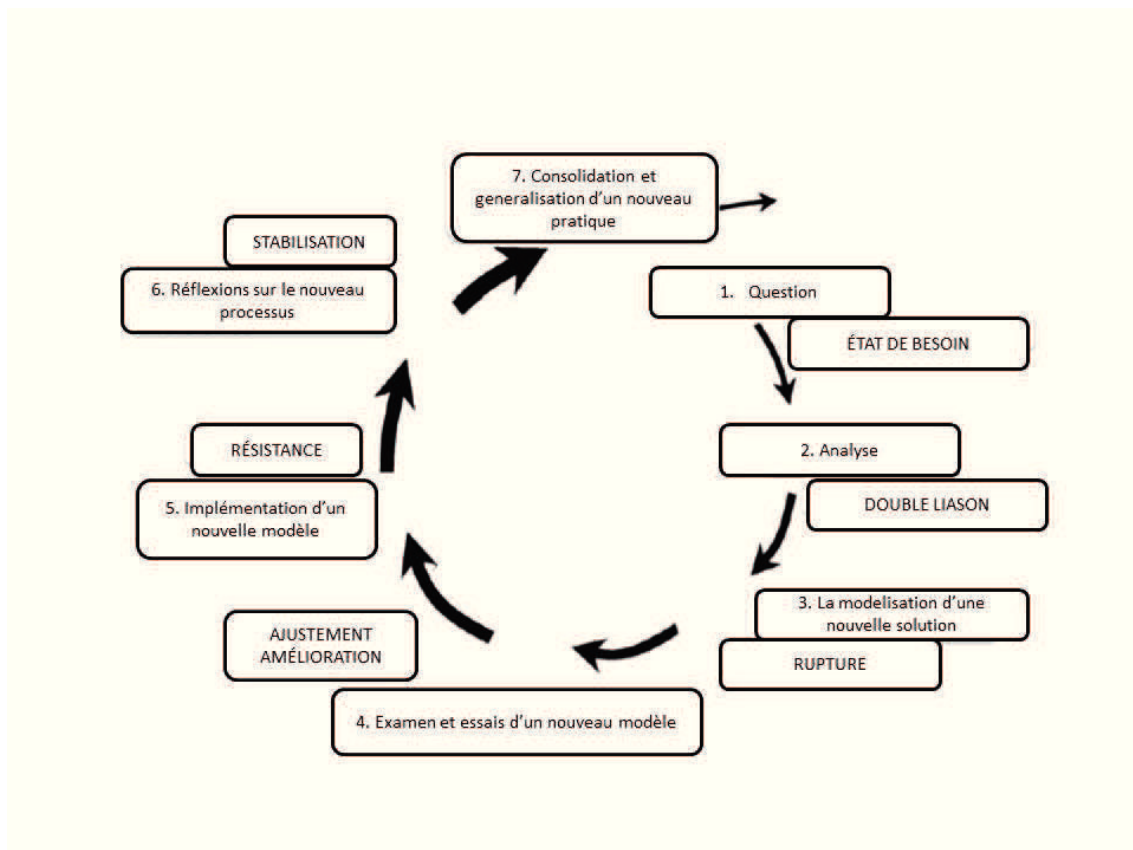 7. Consolidation et
generalisation d'un nouveau
pratique
STABILISATION
6. Réflexions sur le nouveau
processus
1. Question
ÉTAT DE BESOIN
RÉSISTANCE
2. Analyse
5. Implémentation d'un
nouvelle modèle
DOUBLE LIASON
3. La modelisation d'une
nouvelle solution
AJUSTEMENT
AMÉLIORATION
RUPTURE
4. Examen et essais d'un nouveau modèle